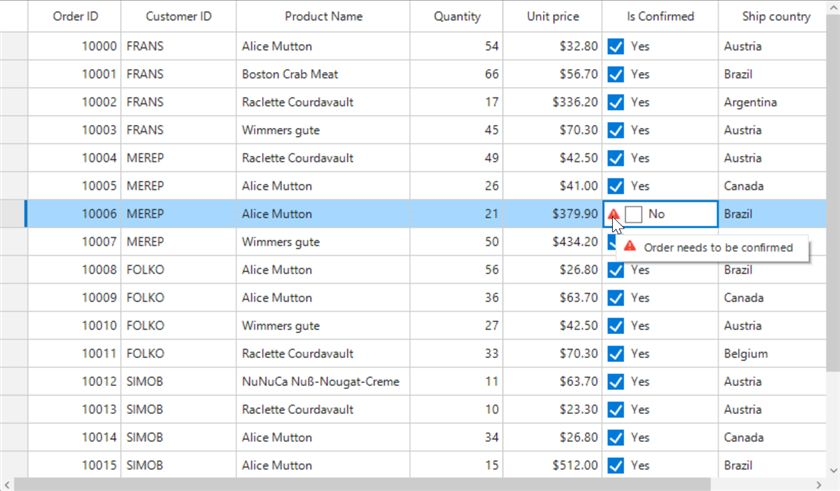 Order ID Customer ID Product Name Quantity Unit price Is Confirmed Ship country
10000 FRANS Alice Mutton 54 $32.80 Yes Austria
10001 FRANS Boston Crab Meat 66 $56.70 Yes Brazil
10002 FRANS Raclette Courdavault 17 $336.20 Yes Argentina
10003 FRANS Wimmers gute 45 $70.30 Yes Austria
10004 MEREP Raclette Courdavault 49 $42.50 Yes Austria
10005 MEREP Alice Mutton 26 $41.00 Yes Canada
10006 MEREP Alice Mutton 21 $379.90 No Brazil
10007 MEREP Wimmers gute 50 $434.20
Order needs to be confirmed
10008 FOLKO Alice Mutton 56 $26.80 Yes Brazil
10009 FOLKO Alice Mutton 36 $63.70 Yes Canada
10010 FOLKO Wimmers gute 27 $42.50 Yes Austria
10011 FOLKO Raclette Courdavault 33 $70.30 Yes Belgium
10012 SIMOB NuNuCa Nuß-Nougat-Creme 11 $63.70 Yes Austria
10013 SIMOB Raclette Courdavault 10 $23.30 Yes Austria
10014 SIMOB Alice Mutton 34 $26.80 Yes Canada
10015 SIMOB Alice Mutton 15 $512.00 Yes Brazil